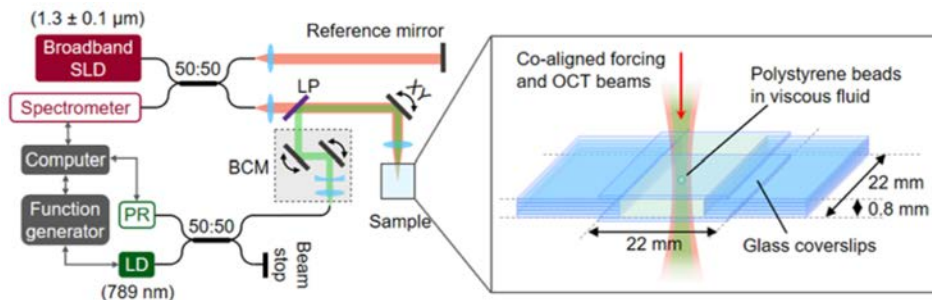 (1.3 ± 0.1 µm)
Broadband
SLD
50:50
Reference mirror
LP
XY
Spectrometer
Computer
BCM
Function
generator
PR
50:50
LD
(789 nm)
Beam
stop
Sample
Co-aligned forcing
and OCT beams
Polystyrene beads
in viscous fluid
22 mm
0.8 mm
22 mm
Glass coverslips